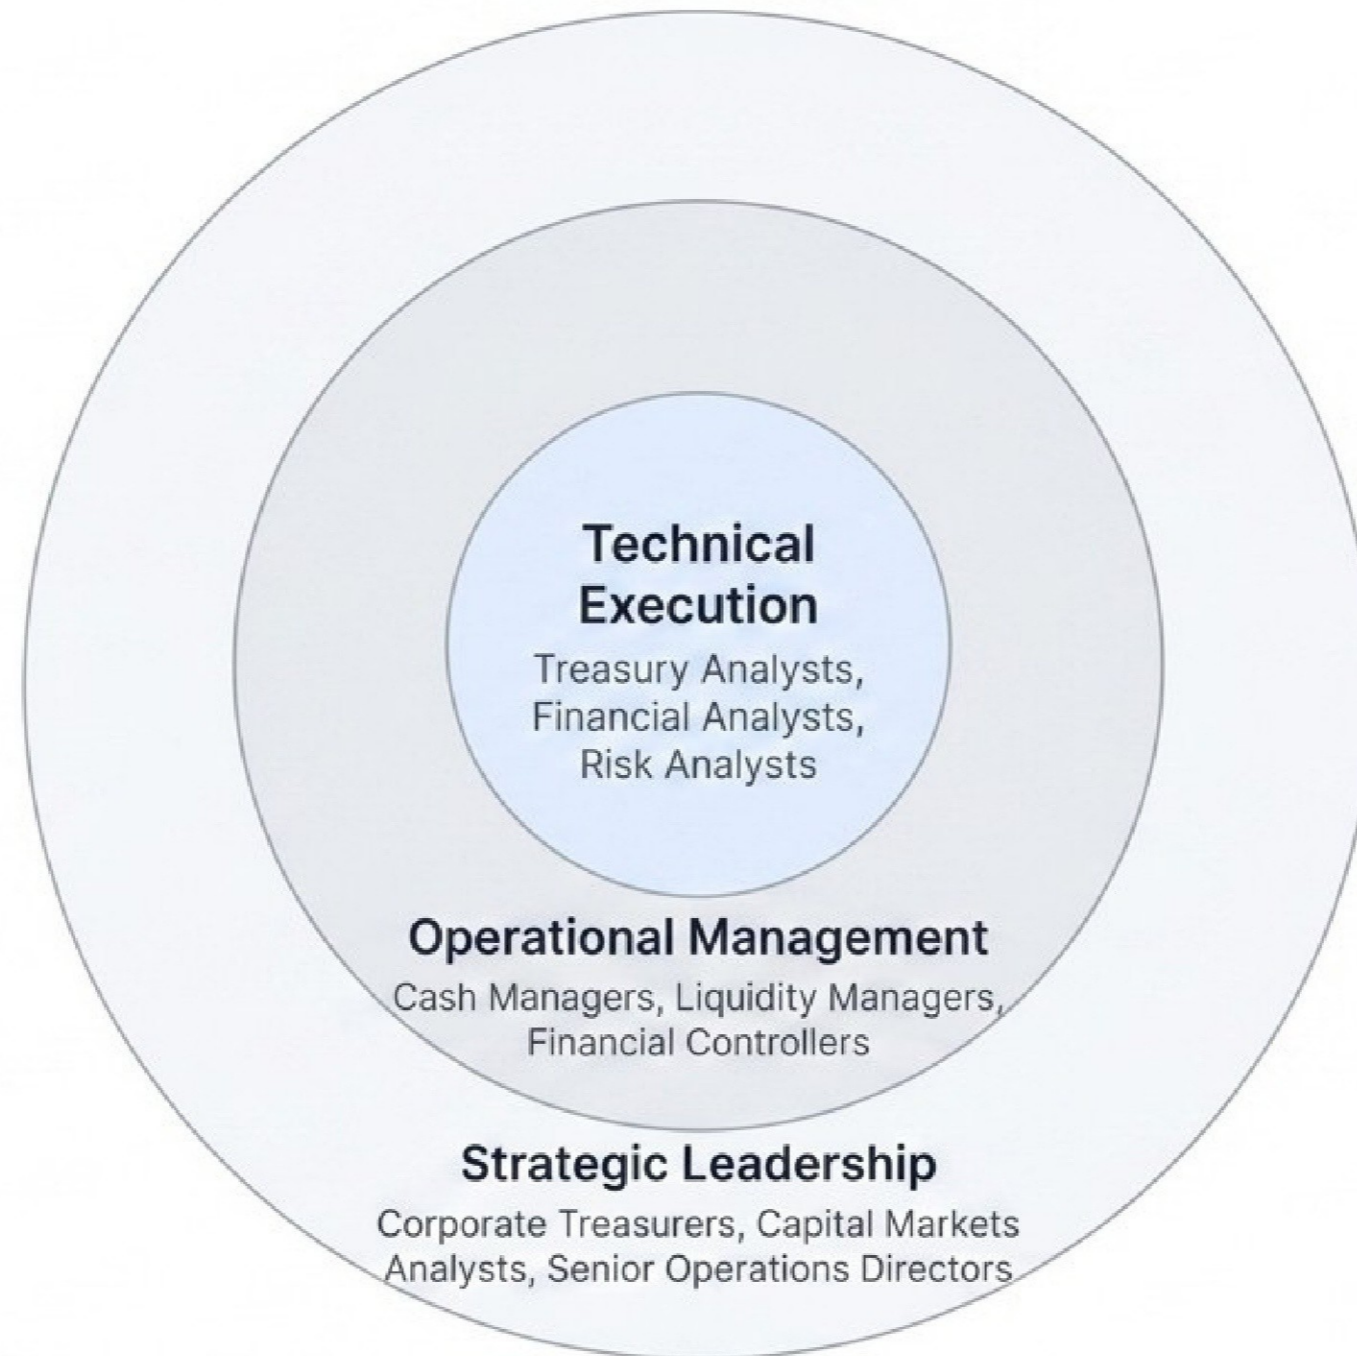 Technical
Execution
Treasury Analysts,
Financial Analysts,
Risk Analysts
Operational Management
Cash Managers, Liquidity Managers,
Financial Controllers
Strategic Leadership
Corporate Treasurers, Capital Markets
Analysts, Senior Operations Directors